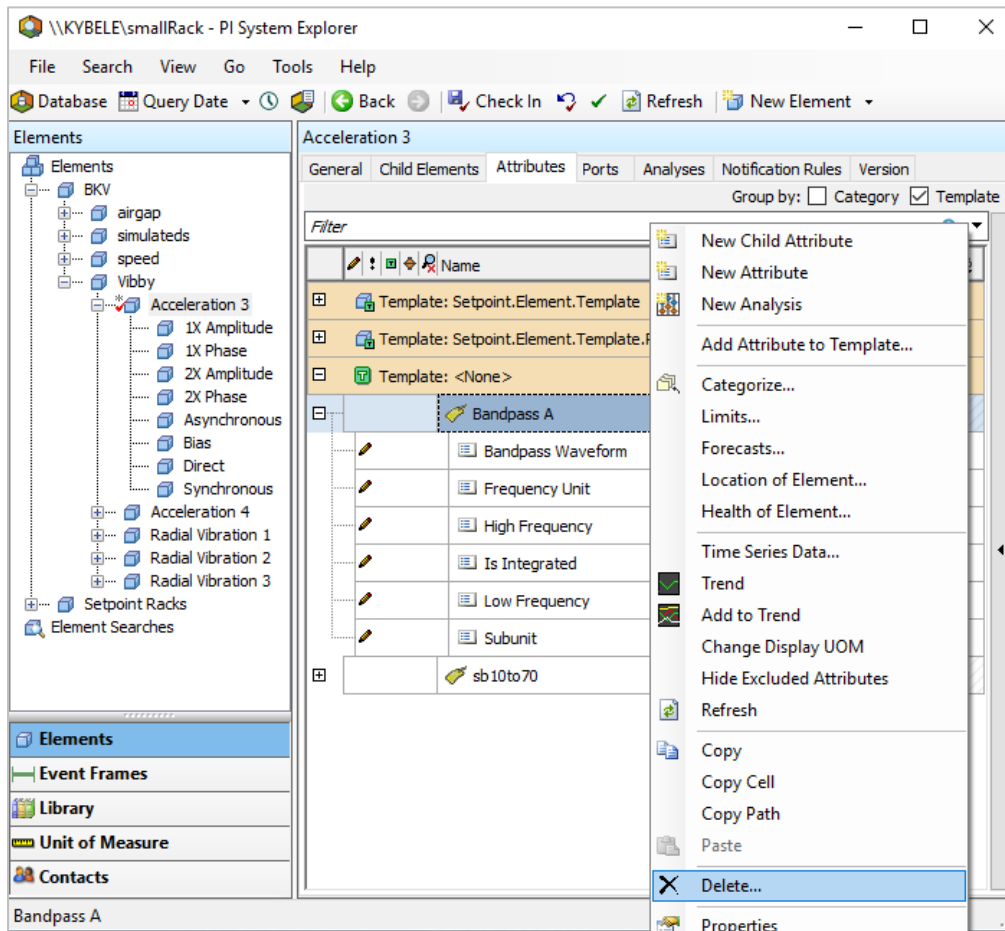 \\KYBELE\smallRack - PI System Explorer
File Search View Go Tools Help
Database Query Date Back Check In Refresh New Element
Elements
Elements
BKV
airgap
simulateds
speed
Vibby
Acceleration 3
1X Amplitude
1X Phase
2X Amplitude
2X Phase
Asynchronous
Bias
Direct
Synchronous
Acceleration 4
Radial Vibration 1
Radial Vibration 2
Radial Vibration 3
Setpoint Racks
Element Searches
Elements
Event Frames
Library
Unit of Measure
Contacts
Acceleration 3
General Child Elements Attributes Ports Analyses Notification Rules Version
Group by: Category Template
Filter
Name
Template: Setpoint.Element.Template
Template: Setpoint.Element.Template.
Template: <None>
Bandpass A
Bandpass Waveform
Frequency Unit
High Frequency
Is Integrated
Low Frequency
Subunit
sb10to70
New Child Attribute
New Attribute
New Analysis
Add Attribute to Template...
Categorize...
Limits...
Forecasts...
Location of Element...
Health of Element...
Time Series Data...
Trend
Add to Trend
Change Display UOM
Hide Excluded Attributes
Refresh
Copy
Copy Cell
Copy Path
Paste
Delete...
Properties
Bandpass A